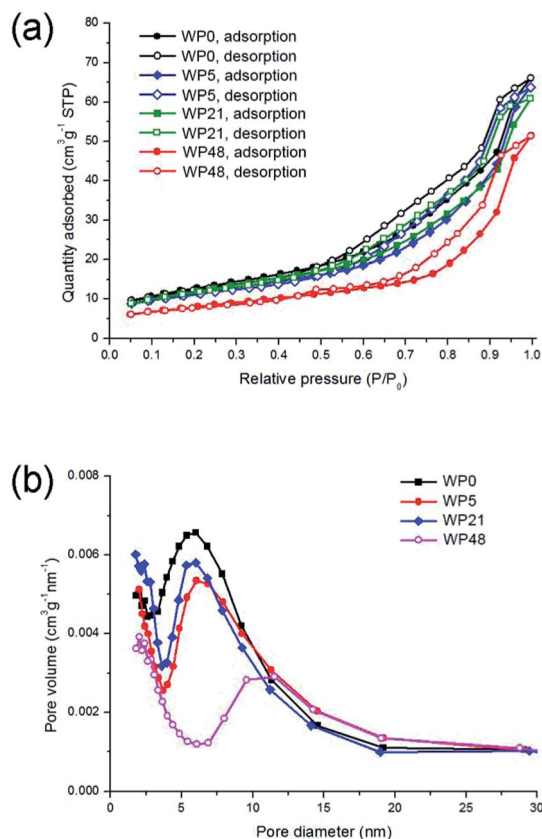 (a)
WP0, adsorption
WP0, desorption
WP5, adsorption
WP5, desorption
WP21, adsorption
WP21, desorption
WP48, adsorption
WP48, desorption
Quantity adsorbed (cm³g⁻¹ STP)
80
70
60
50
40
30
20
10
0
0.0 0.1 0.2 0.3 0.4 0.5 0.6 0.7 0.8 0.9 1.0
Relative pressure (P/P₀)
(b)
WP0
WP5
WP21
WP48
Pore volume (cm³g⁻¹nm⁻¹)
0.008
0.006
0.004
0.002
0.000
0 5 10 15 20 25 30
Pore diameter (nm)